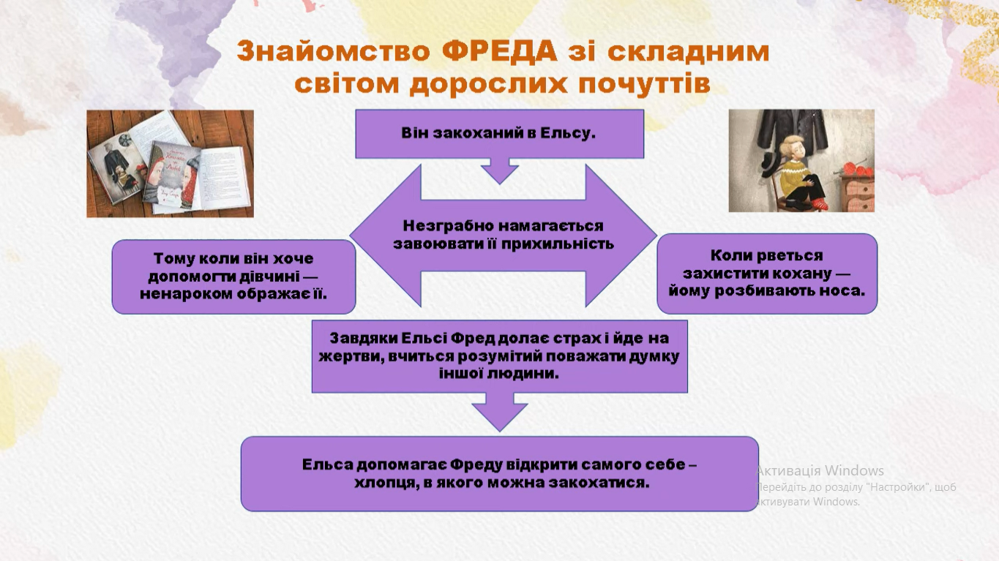 Знайомство ФРЕДА зі складним
світом дорослих почуттів
Він закоханий в Ельсу.
Незграбно намагається
завоювати її прихильність
Тому коли він хоче
допомогти дівчині —
ненароком ображає її.
Коли рветься
захистити кохану —
йому розбивають носа.
Завдяки Ельсі Фред долає страх і йде на
жертви, вчиться розумітий поважати думку
іншої людини.
Ельса допомагає Фреду відкрити самого себе –
хлопця, в якого можна закохатися.
Активація Windows
Перейдіть до розділу "Настройки", щоб
активувати Windows.